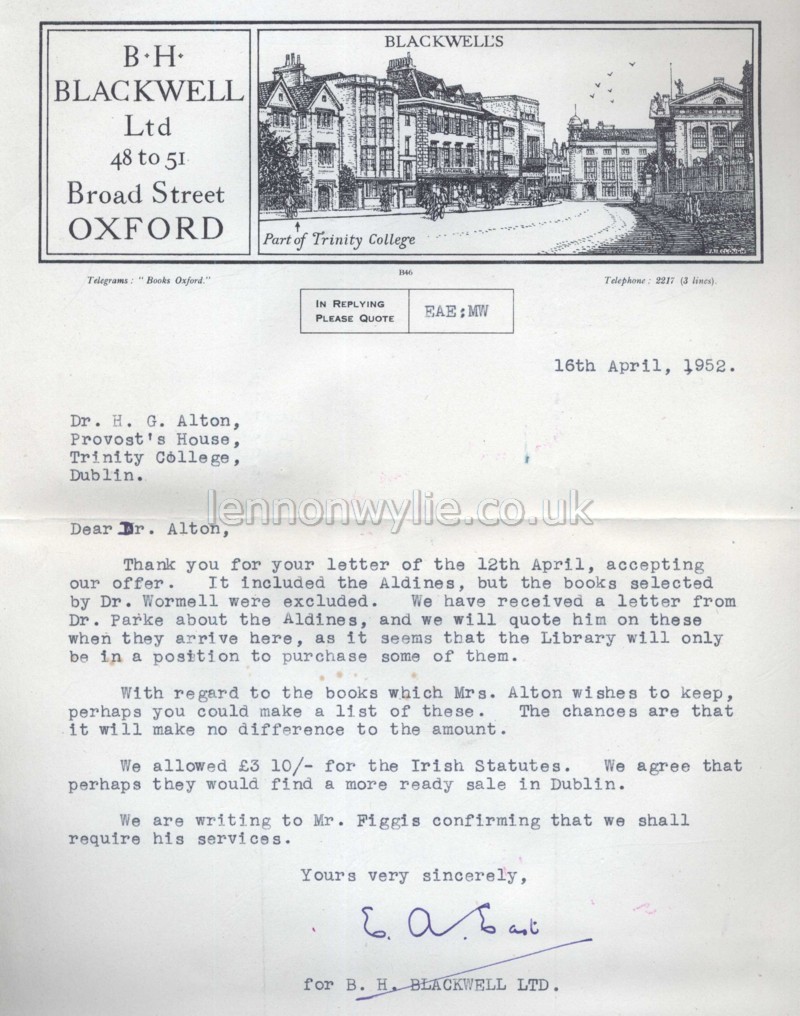 B·H·
BLACKWELL
Ltd
48 to 51
Broad Street
OXFORD
BLACKWELL'S
Part of Trinity College
Telegrams: "Books Oxford."
B46
Telephone: 2217 (3 lines).
IN REPLYING
PLEASE QUOTE
EAE;MW
16th April, 1952.
Dr. H. G. Alton,
Provost's House,
Trinity College,
Dublin.
lennonwylie.co.uk
Dear Dr. Alton,
Thank you for your letter of the 12th April, accepting
our offer. It included the Aldines, but the books selected
by Dr. Wormell were excluded. We have received a letter from
Dr. Parke about the Aldines, and we will quote him on these
when they arrive here, as it seems that the Library will only
be in a position to purchase some of them.
With regard to the books which Mrs. Alton wishes to keep,
perhaps you could make a list of these. The chances are that
it will make no difference to the amount.
We allowed £3 10/- for the Irish Statutes. We agree that
perhaps they would find a more ready sale in Dublin.
We are writing to Mr. Figgis confirming that we shall
require his services.
Yours very sincerely,
E. A. East
for B. H. BLACKWELL LTD.